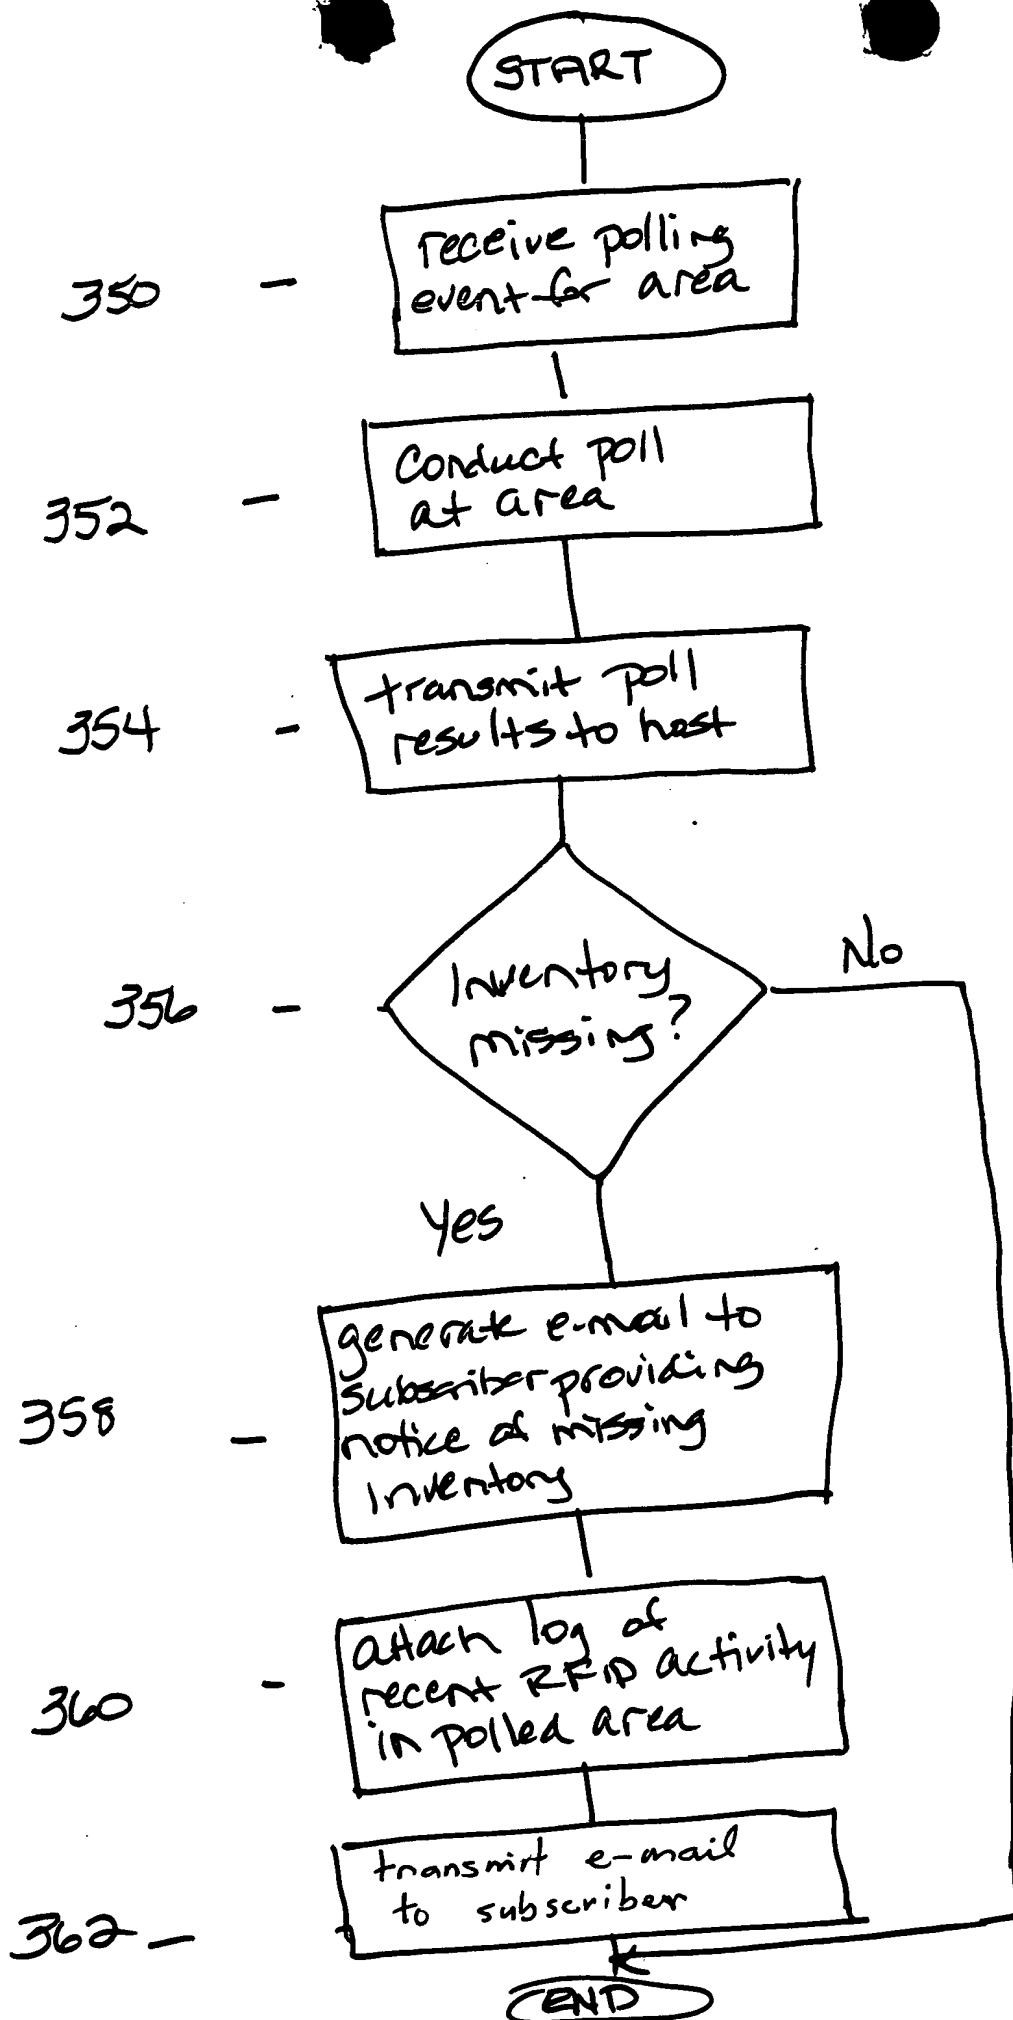 START
receive polling
event for area
350 -
Conduct poll
at area
352 -
transmit poll
results to host
354 -
No
Inventory
missing?
356 -
Yes
generate e-mail to
subscriber providing
notice of missing
Inventory
358 -
attach log of
recent RFID activity
in polled area
360 -
transmit e-mail
to subscriber
362 -
END